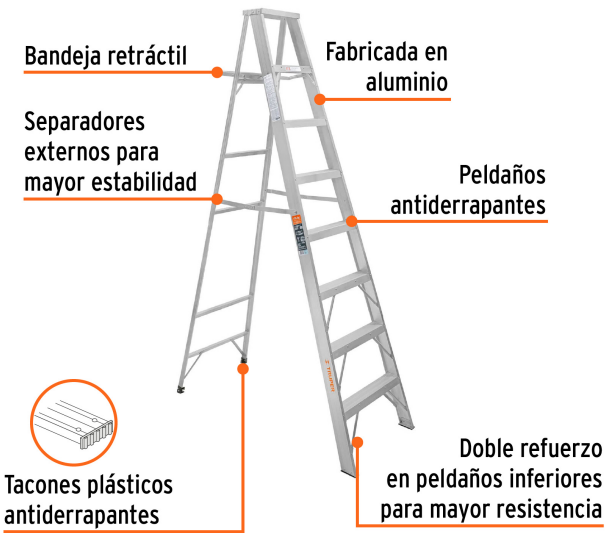 Bandeja retráctil
Fabricada en
aluminio
Separadores
externos para
mayor estabilidad
Peldaños
antiderrapantes
TRUPER
Tacones plásticos
antiderrapantes
Doble refuerzo
en peldaños inferiores
para mayor resistencia